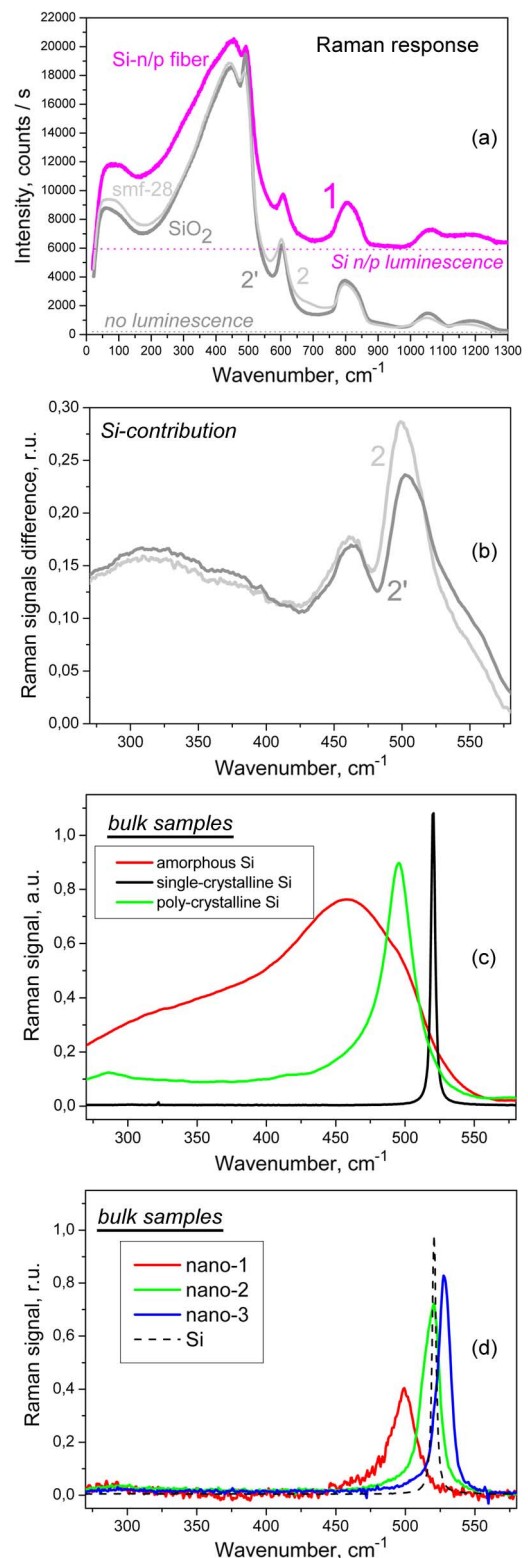 22000
20000
18000
16000
14000
12000
10000
8000
6000
4000
2000
0
Intensity, counts / s
Si-n/p fiber
Raman response
(a)
smf-28
SiO2
1
Si n/p luminescence
2' 2
no luminescence
0 100 200 300 400 500 600 700 800 900 1000 1100 1200 1300
Wavenumber, cm-1
0,30
0,25
0,20
0,15
0,10
0,05
0,00
Raman signals difference, r.u.
Si-contribution
2
(b)
2'
300 350 400 450 500 550
Wavenumber, cm-1
1,0
0,8
0,6
0,4
0,2
0,0
Raman signal, a.u.
bulk samples
amorphous Si
single-crystalline Si
poly-crystalline Si
(c)
300 350 400 450 500 550
Wavenumber, cm-1
1,0
0,8
0,6
0,4
0,2
0,0
Raman signal, r.u.
bulk samples
nano-1
nano-2
nano-3
Si
(d)
300 350 400 450 500 550
Wavenumber, cm-1